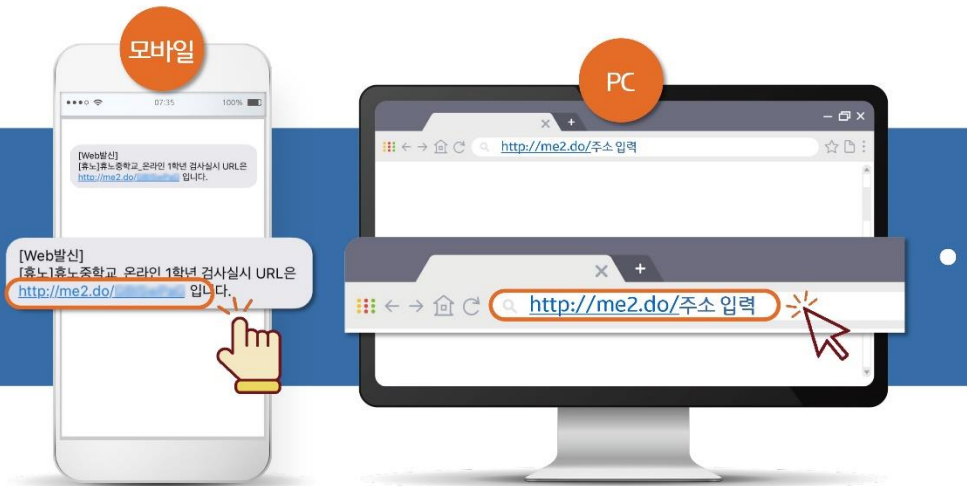 모바일
07:35 100%
[Web발신]
[휴노]휴노중학교_온라인 1학년 검사실시 URL은
http://me2.do/ 입니다.
[Web발신]
[휴노]휴노중학교_온라인 1학년 검사실시 URL은
http://me2.do/ 입니다.
PC
http://me2.do/주소 입력
http://me2.do/주소 입력